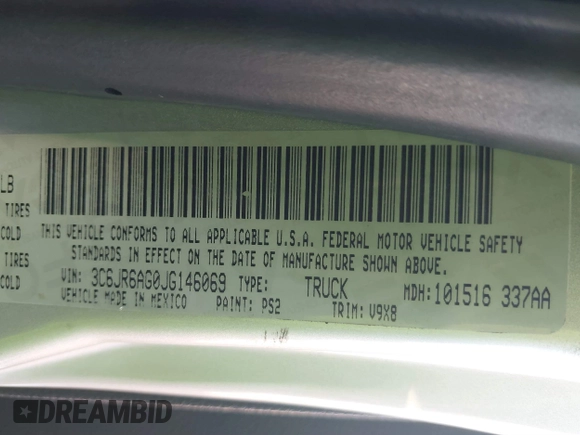 LB
TIRES
COLD
TIRES
COLD
THIS VEHICLE CONFORMS TO ALL APPLICABLE U.S.A. FEDERAL MOTOR VEHICLE SAFETY
STANDARDS IN EFFECT ON THE DATE OF MANUFACTURE SHOWN ABOVE.
VIN: 3C6JR6AG0JG146069 TYPE: TRUCK MDH: 101516 337AA
VEHICLE MADE IN MEXICO PAINT: PS2 TRIM: V9X8
DREAMBID